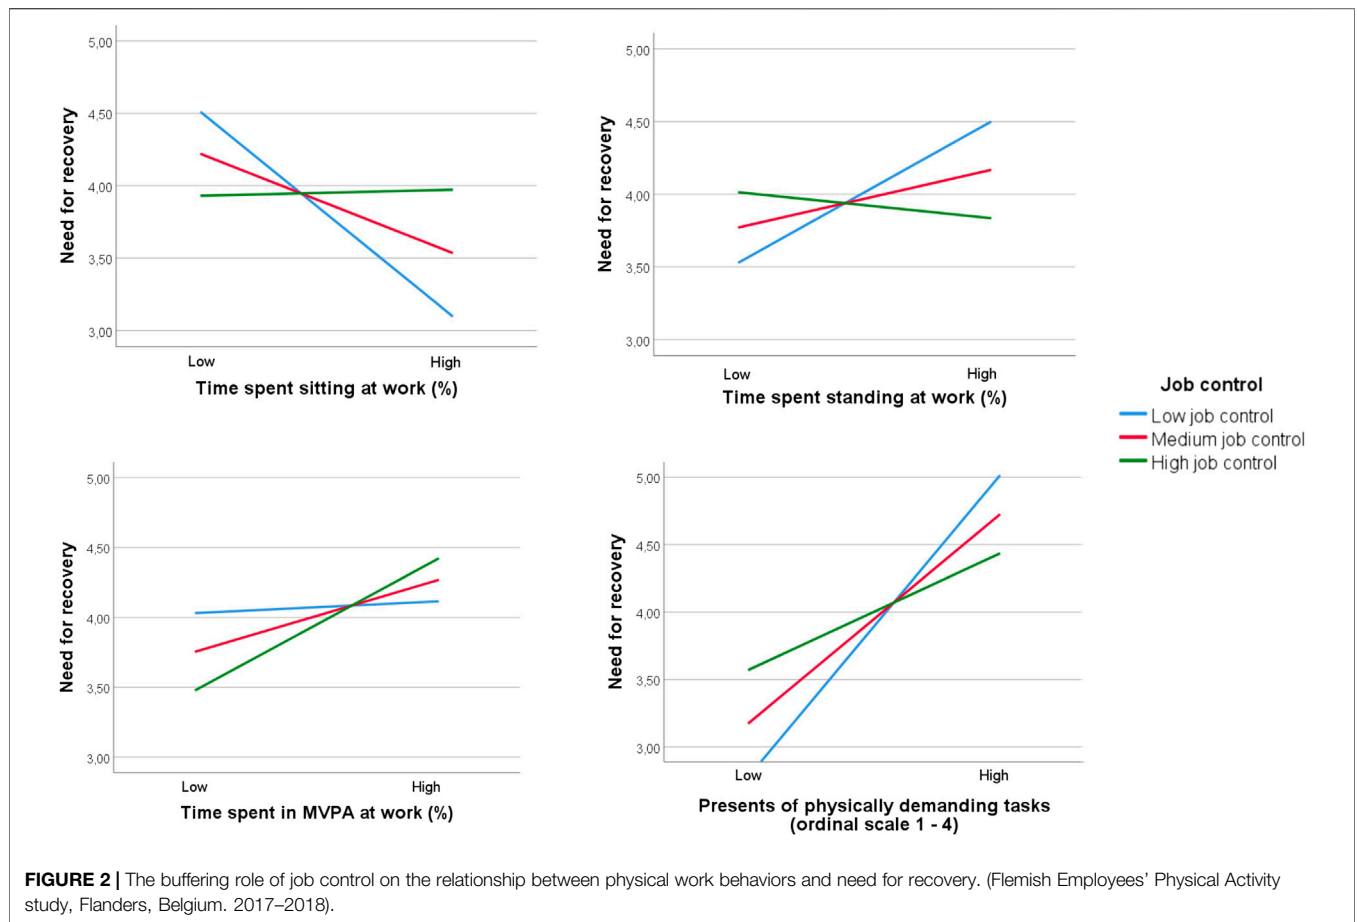 5,00
4,50
4,00
3,50
3,00
Need for recovery
Low High
Time spent sitting at work (%)
5,00
4,50
4,00
3,50
3,00
Need for recovery
Low High
Time spent standing at work (%)
Job control
Low job control
Medium job control
High job control
5,00
4,50
4,00
3,50
3,00
Need for recovery
Low High
Time spent in MVPA at work (%)
5,00
4,50
4,00
3,50
3,00
Need for recovery
Low High
Presents of physically demanding tasks
(ordinal scale 1 - 4)
FIGURE 2 | The buffering role of job control on the relationship between physical work behaviors and need for recovery. (Flemish Employees’ Physical Activity
study, Flanders, Belgium. 2017–2018).